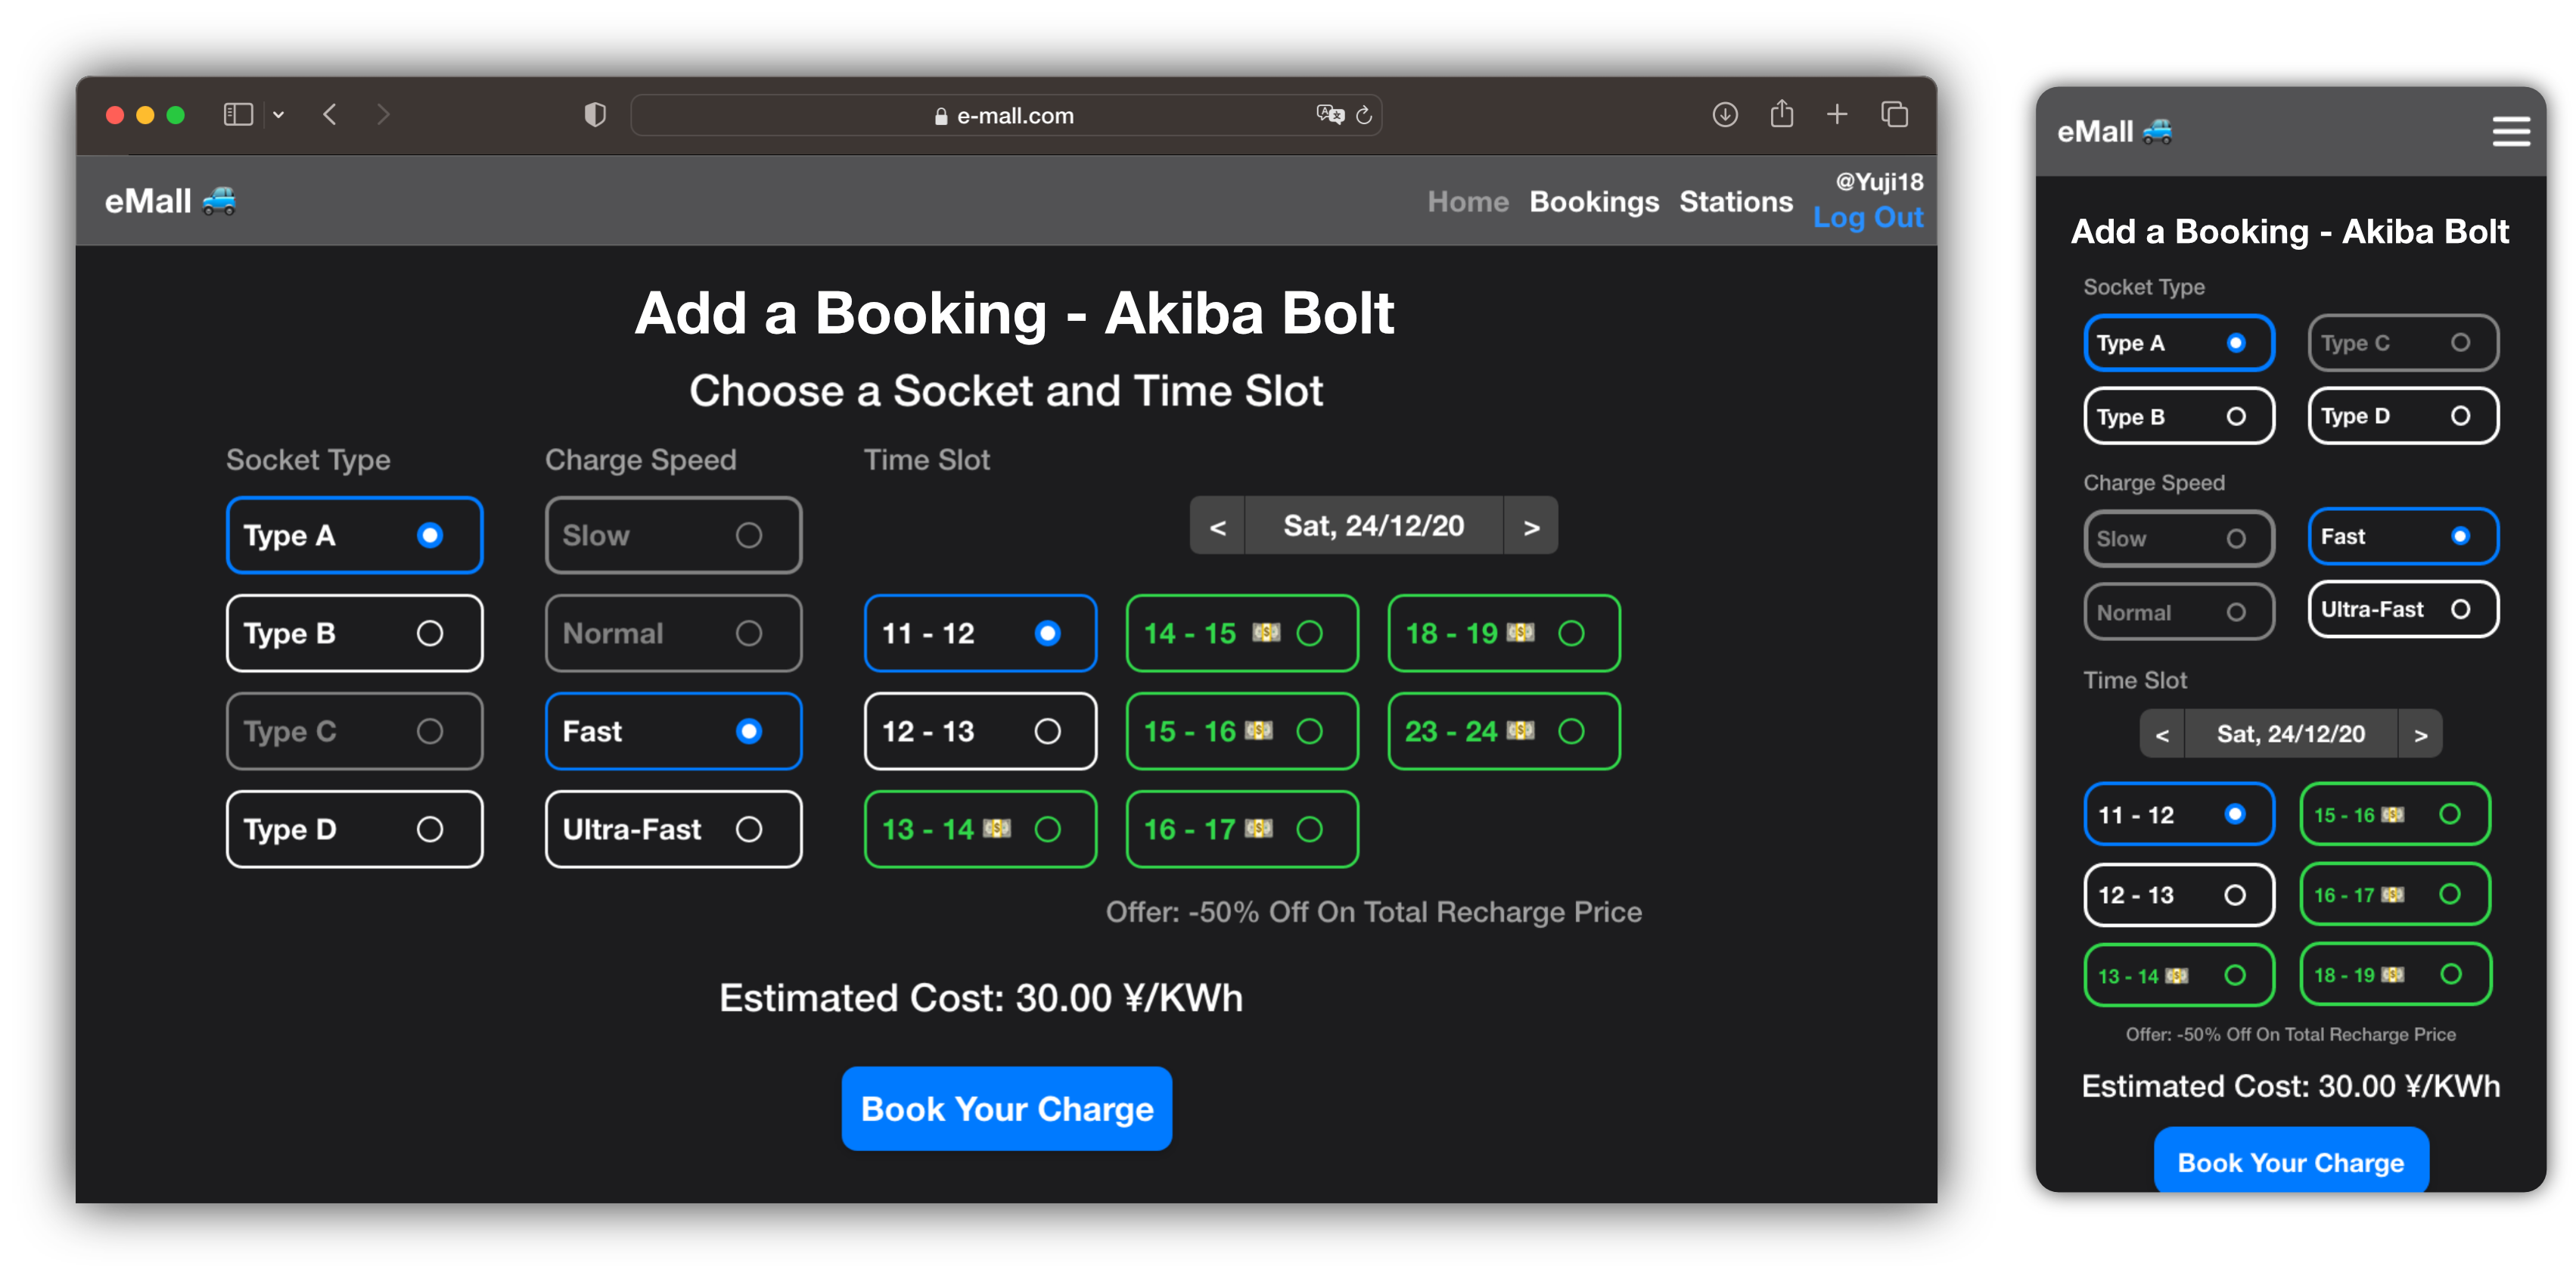 e-mall.com
eMall
Home Bookings Stations
@Yuji18
Log Out
Add a Booking - Akiba Bolt
Choose a Socket and Time Slot
Socket Type
Type A
Type B
Type C
Type D
Charge Speed
Slow
Normal
Fast
Ultra-Fast
Time Slot
< Sat, 24/12/20 >
11 - 12
12 - 13
13 - 14
14 - 15
15 - 16
16 - 17
18 - 19
23 - 24
Offer: -50% Off On Total Recharge Price
Estimated Cost: 30.00 ¥/KWh
Book Your Charge
eMall
Add a Booking - Akiba Bolt
Socket Type
Type A
Type C
Type B
Type D
Charge Speed
Slow
Fast
Normal
Ultra-Fast
Time Slot
< Sat, 24/12/20 >
11 - 12
15 - 16
12 - 13
16 - 17
13 - 14
18 - 19
Offer: -50% Off On Total Recharge Price
Estimated Cost: 30.00 ¥/KWh
Book Your Charge